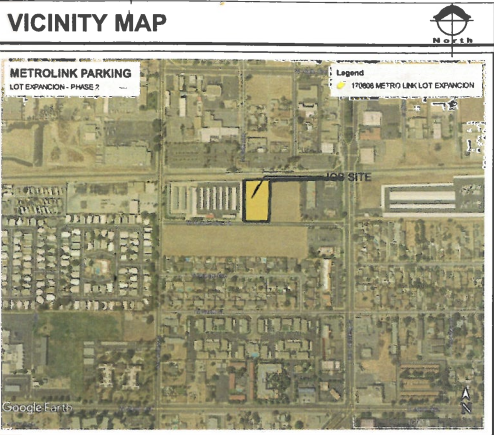 VICINITY MAP
North
METROLINK PARKING
LOT EXPANCION - PHASE 2
Legend
170606 METRO LINK LOT EXPANCION
JOB SITE
Google Earth
N